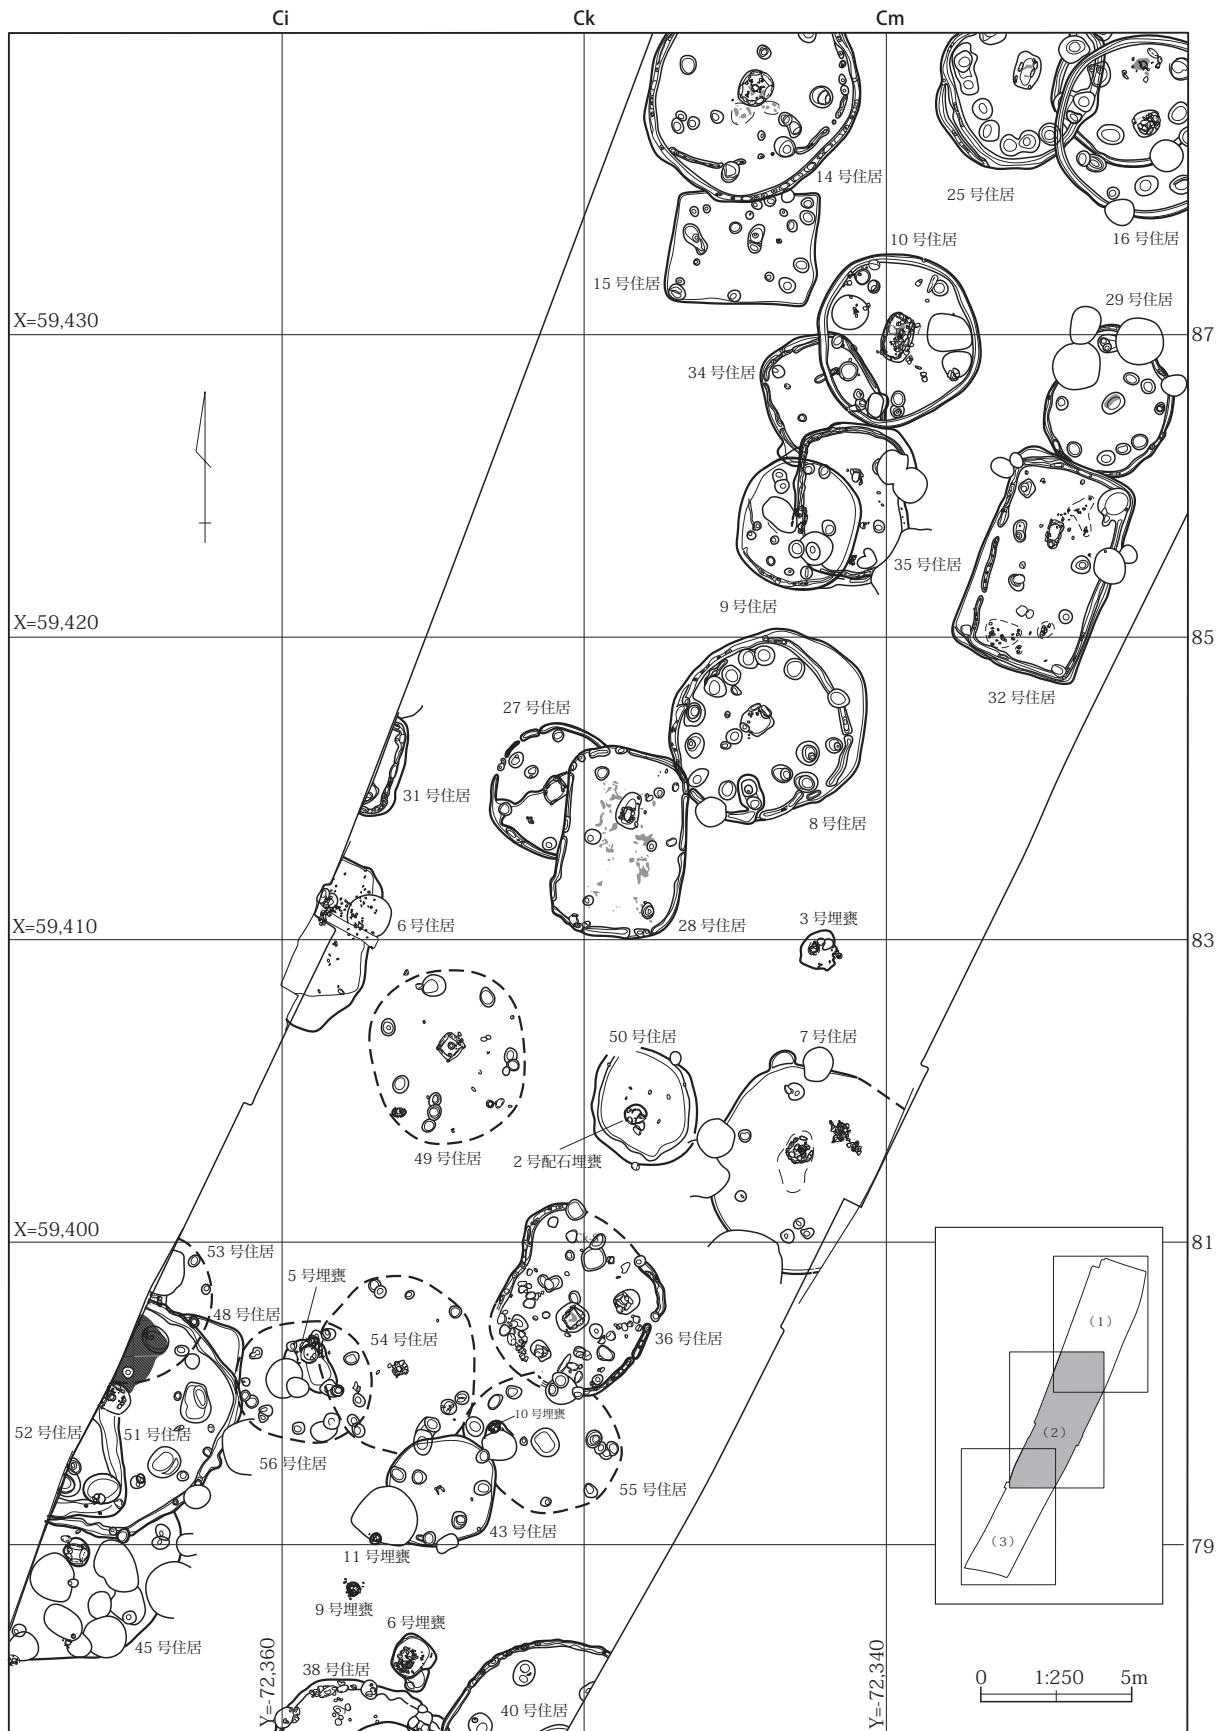 Ci
Ck
Cm
14 号住居
25 号住居
10 号住居
16 号住居
15 号住居
29 号住居
X=59,430
87
34 号住居
35 号住居
9 号住居
X=59,420
85
32 号住居
27 号住居
31 号住居
8 号住居
6 号住居
28 号住居
3 号埋甕
X=59,410
83
50 号住居
7 号住居
49 号住居
2 号配石埋甕
X=59,400
81
53 号住居
5 号埋甕
48 号住居
54 号住居
36 号住居
(1)
10 号埋甕
52 号住居
51 号住居
(2)
56 号住居
55 号住居
43 号住居
11 号埋甕
(3)
79
9 号埋甕
6 号埋甕
45 号住居
38 号住居
Y=-72,360
40 号住居
Y=-72,340
0 1:250 5m